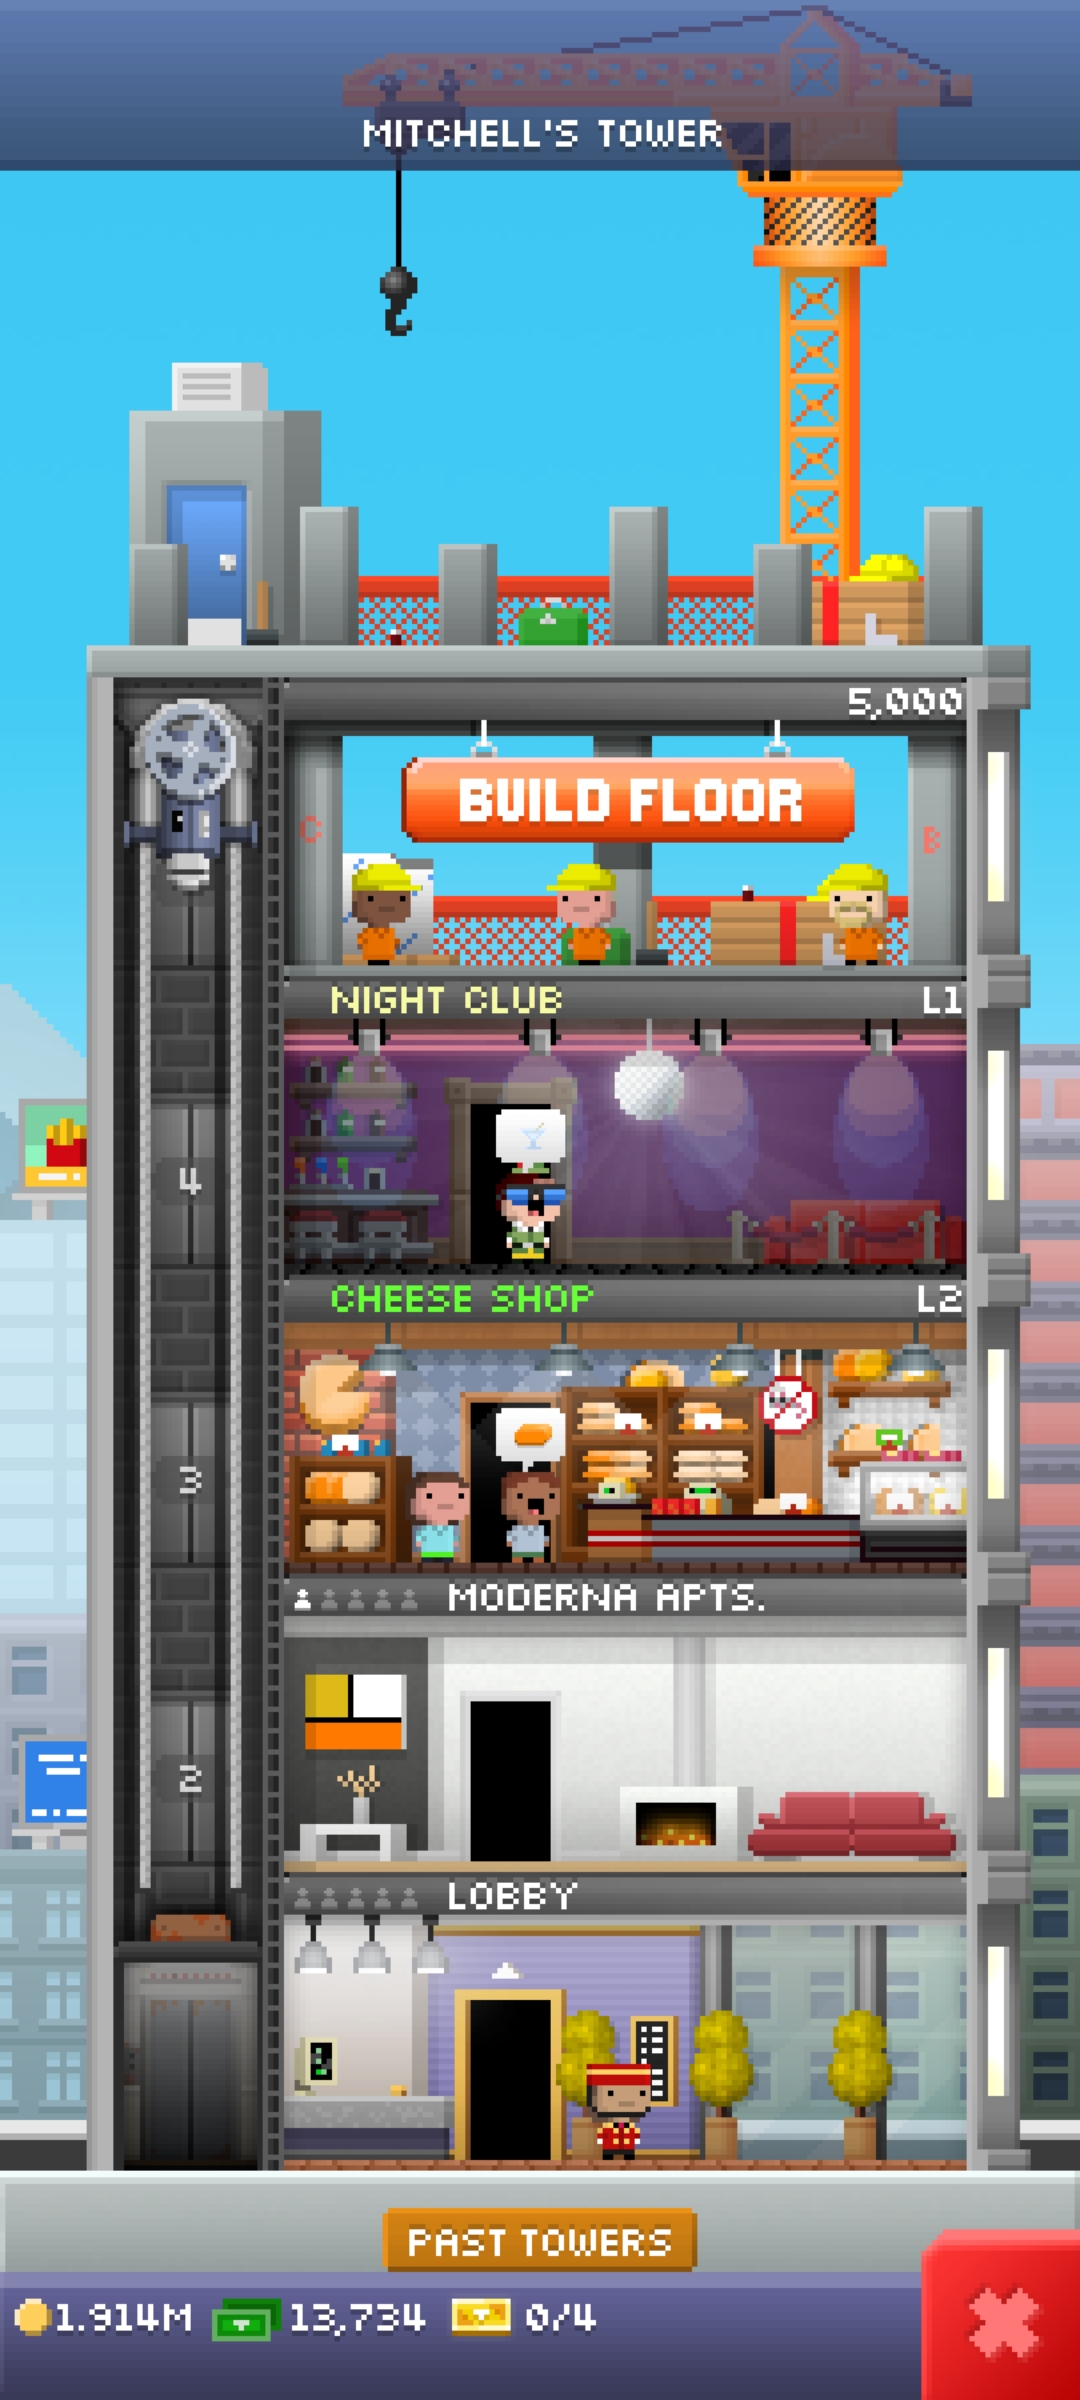 MITCHELL'S TOWER
5,000
BUILD FLOOR
C
B
NIGHT CLUB L1
4
CHEESE SHOP L2
3
MODERNA APTS.
2
LOBBY
PAST TOWERS
1.914M 13,734 0/4